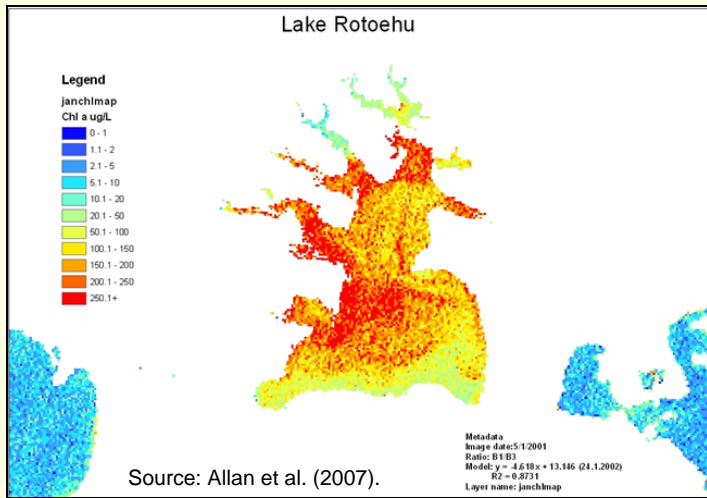 Lake Rotoehu
Legend
janchlmap
Chl a ug/L
0 - 1
1.1 - 2
2.1 - 5
5.1 - 10
10.1 - 20
20.1 - 50
50.1 - 100
100.1 - 150
150.1 - 200
200.1 - 250
250.1+
Metadata
Image date:5/1/2001
Ratio: B1/B3
Model: y = -4.618x + 13.146 (24.1.2002)
R2 = 0.8731
Layer name: janchlmap
Source: Allan et al. (2007).